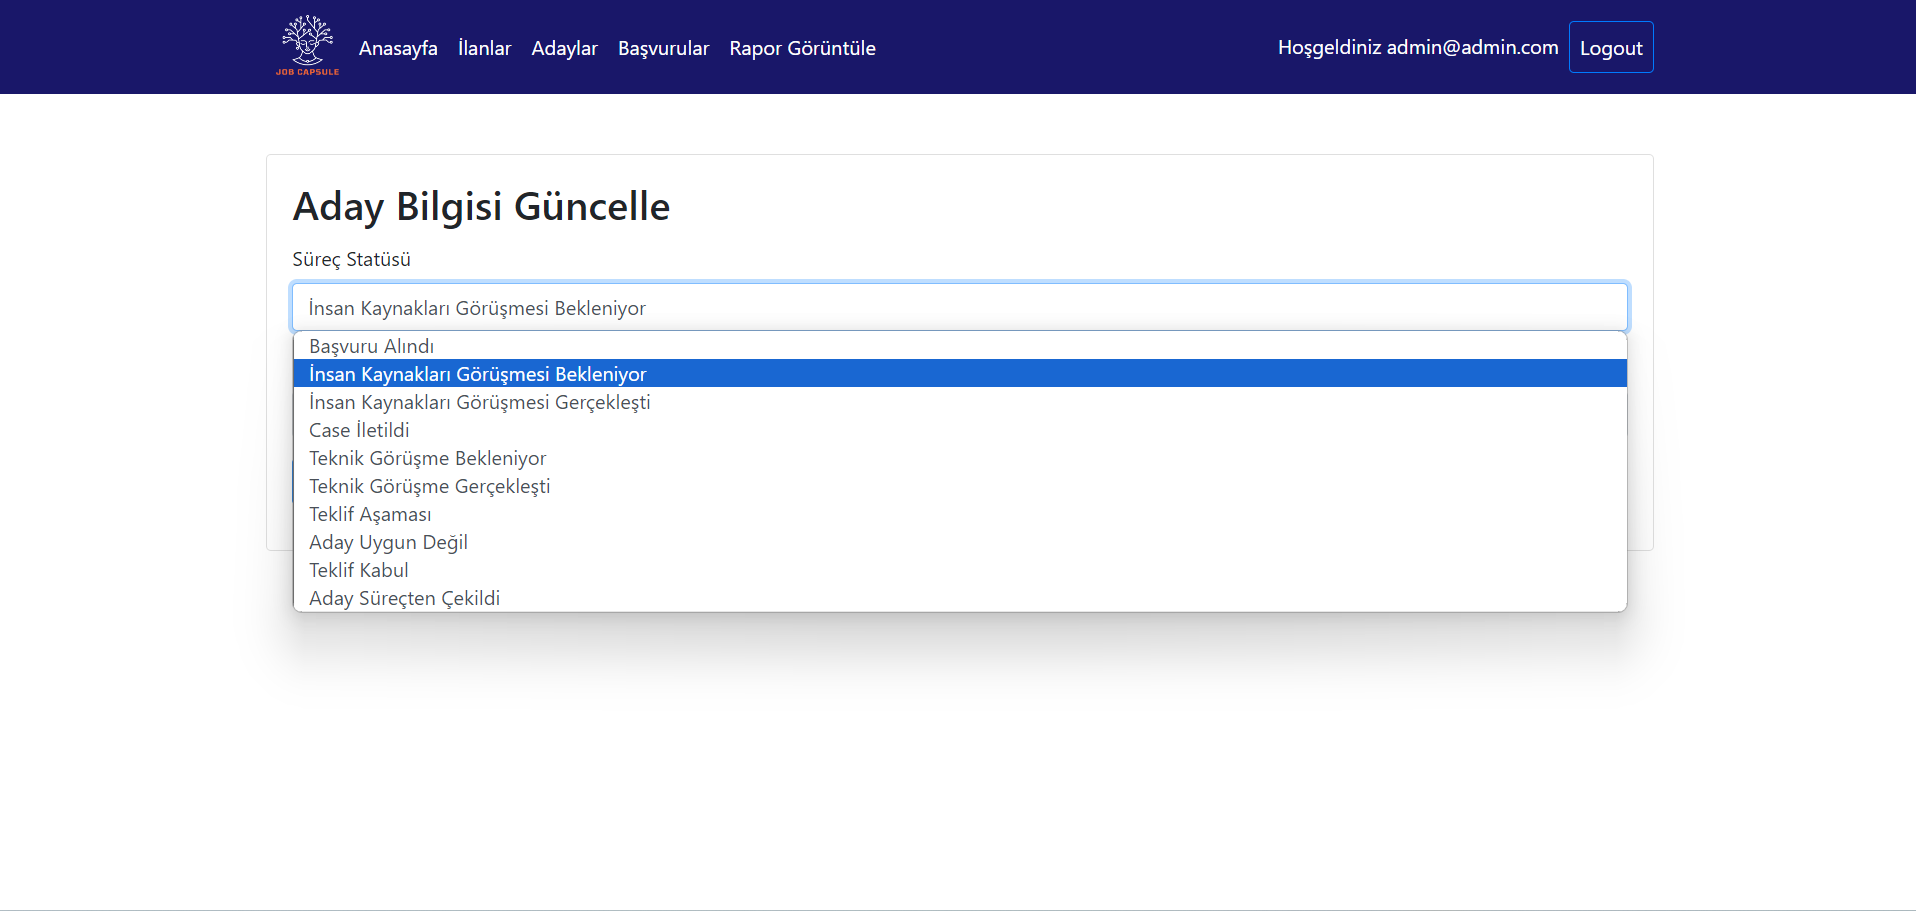 JOB CAPSULE
Anasayfa İlanlar Adaylar Başvurular Rapor Görüntüle
Hoşgeldiniz admin@admin.com Logout
Aday Bilgisi Güncelle
Süreç Statüsü
İnsan Kaynakları Görüşmesi Bekleniyor
Başvuru Alındı
İnsan Kaynakları Görüşmesi Bekleniyor
İnsan Kaynakları Görüşmesi Gerçekleşti
Case İletildi
Teknik Görüşme Bekleniyor
Teknik Görüşme Gerçekleşti
Teklif Aşaması
Aday Uygun Değil
Teklif Kabul
Aday Süreçten Çekildi